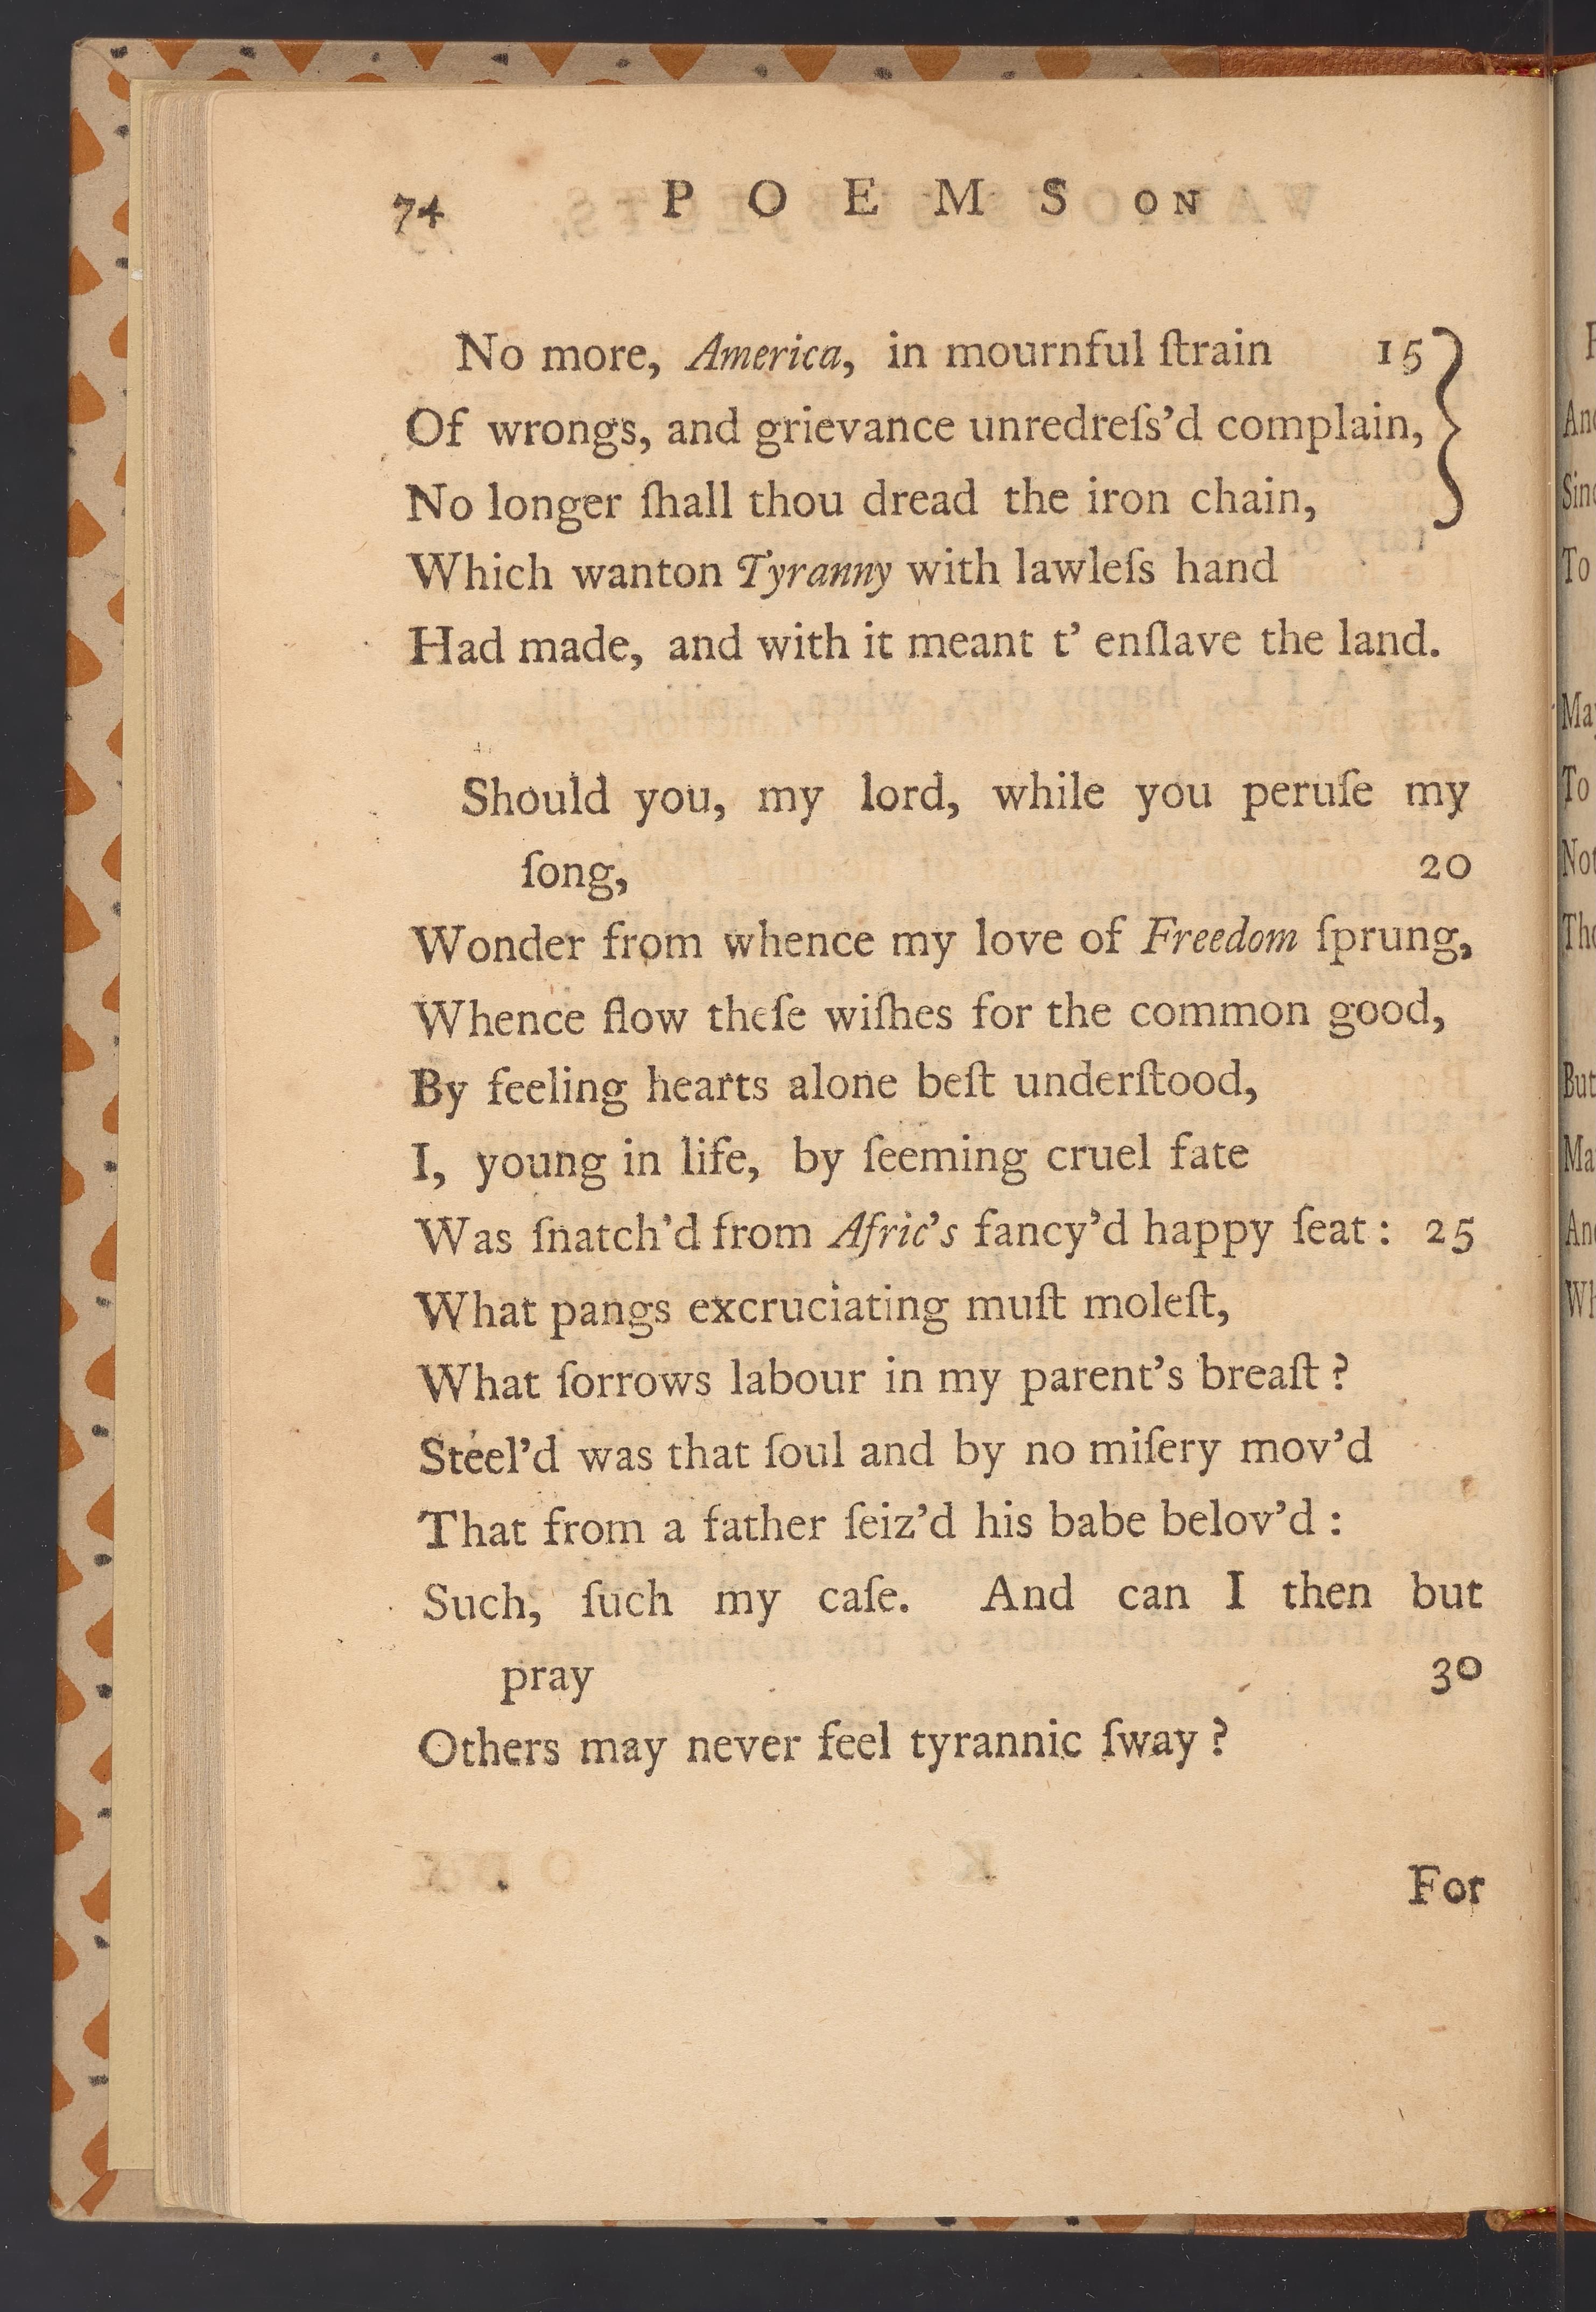 74 POEMS ON
No more, America, in mournful ſtrain 15
Of wrongs, and grievance unredreſs’d complain,
No longer ſhall thou dread the iron chain,
Which wanton Tyranny with lawleſs hand
Had made, and with it meant t’ enſlave the land.
Should you, my lord, while you peruſe my
ſong, 20
Wonder from whence my love of Freedom ſprung,
Whence flow theſe wiſhes for the common good,
By feeling hearts alone beſt underſtood,
I, young in life, by ſeeming cruel fate
Was ſnatch’d from Afric’s fancy’d happy ſeat : 25
What pangs excruciating muſt moleſt,
What ſorrows labour in my parent’s breaſt ?
Steel’d was that ſoul and by no miſery mov’d
That from a father ſeiz’d his babe belov’d :
Such, ſuch my caſe. And can I then but
pray 30
Others may never feel tyrannic ſway ?
For